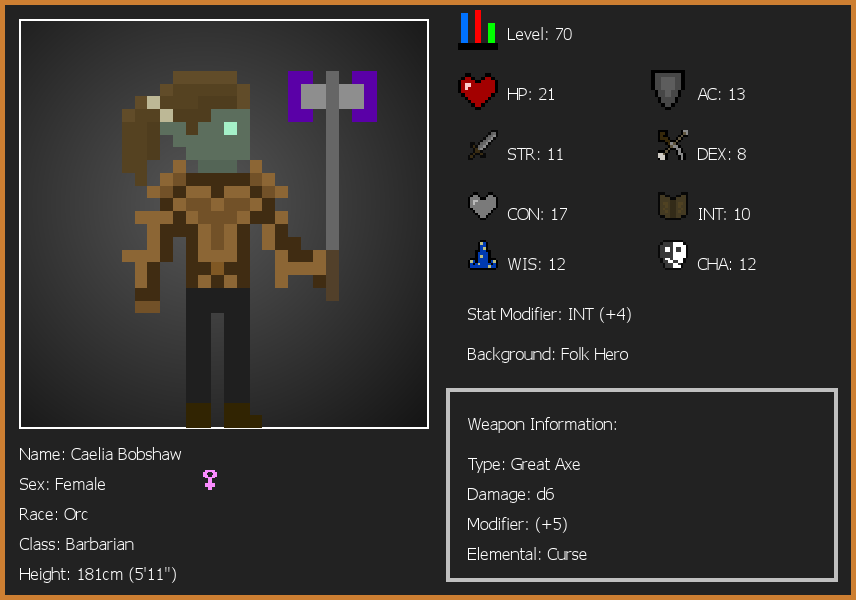 Level: 70
HP: 21
AC: 13
STR: 11
DEX: 8
CON: 17
INT: 10
WIS: 12
CHA: 12
Stat Modifier: INT (+4)
Background: Folk Hero
Weapon Information:
Type: Great Axe
Damage: d6
Modifier: (+5)
Elemental: Curse
Name: Caelia Bobshaw
Sex: Female
Race: Orc
Class: Barbarian
Height: 181cm (5'11")